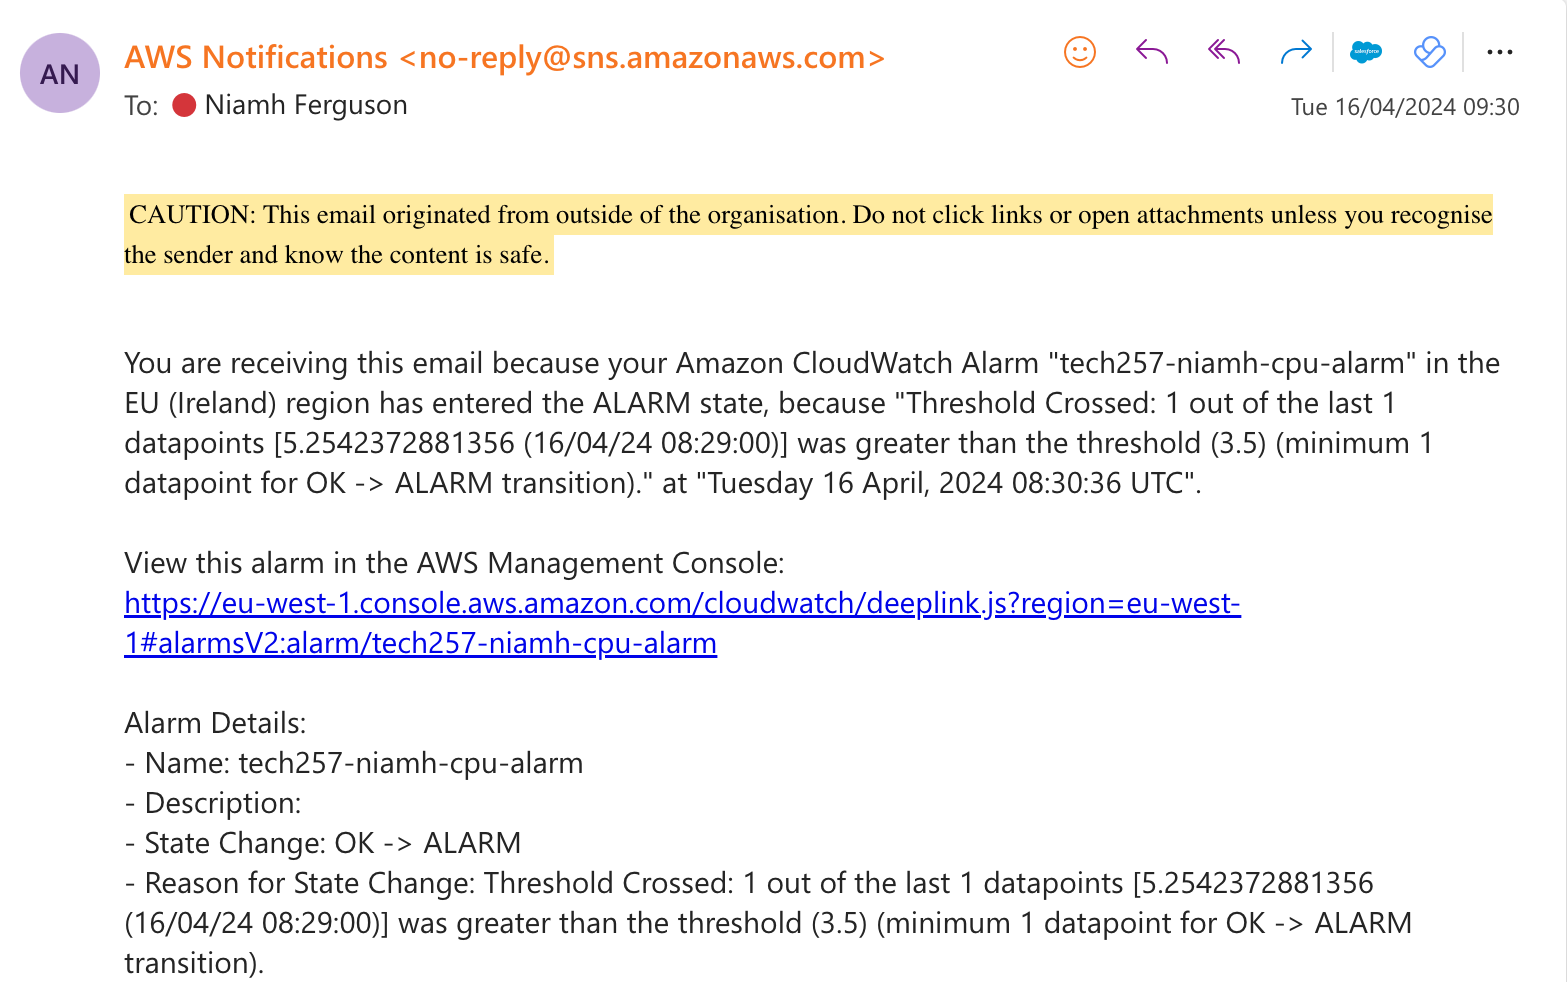 AN
AWS Notifications <no-reply@sns.amazonaws.com>
salesforce
To: Niamh Ferguson
Tue 16/04/2024 09:30
CAUTION: This email originated from outside of the organisation. Do not click links or open attachments unless you recognise
the sender and know the content is safe.
You are receiving this email because your Amazon CloudWatch Alarm "tech257-niamh-cpu-alarm" in the
EU (Ireland) region has entered the ALARM state, because "Threshold Crossed: 1 out of the last 1
datapoints [5.2542372881356 (16/04/24 08:29:00)] was greater than the threshold (3.5) (minimum 1
datapoint for OK -> ALARM transition)." at "Tuesday 16 April, 2024 08:30:36 UTC".
View this alarm in the AWS Management Console:
https://eu-west-1.console.aws.amazon.com/cloudwatch/deeplink.js?region=eu-west-
1#alarmsV2:alarm/tech257-niamh-cpu-alarm
Alarm Details:
- Name: tech257-niamh-cpu-alarm
- Description:
- State Change: OK -> ALARM
- Reason for State Change: Threshold Crossed: 1 out of the last 1 datapoints [5.2542372881356
(16/04/24 08:29:00)] was greater than the threshold (3.5) (minimum 1 datapoint for OK -> ALARM
transition).